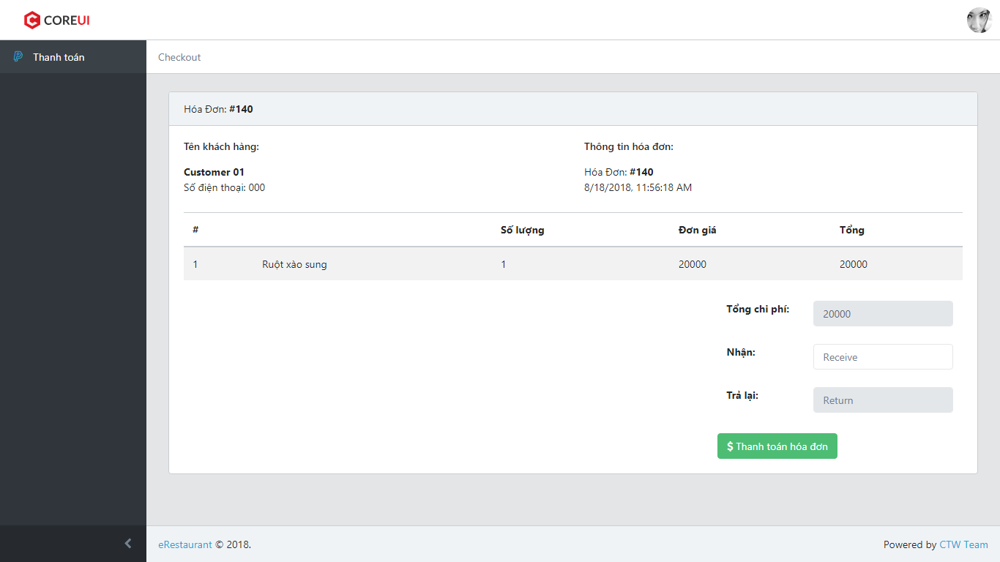 COREUI
Thanh toán
Checkout
Hóa Đơn: #140
Tên khách hàng:
Thông tin hóa đơn:
Customer 01
Hóa Đơn: #140
Số điện thoại: 000
8/18/2018, 11:56:18 AM
# Số lượng Đơn giá Tổng
1 Ruột xào sung 1 20000 20000
Tổng chi phí: 20000
Nhận: Receive
Trả lại: Return
$ Thanh toán hóa đơn
eRestaurant © 2018.
Powered by CTW Team